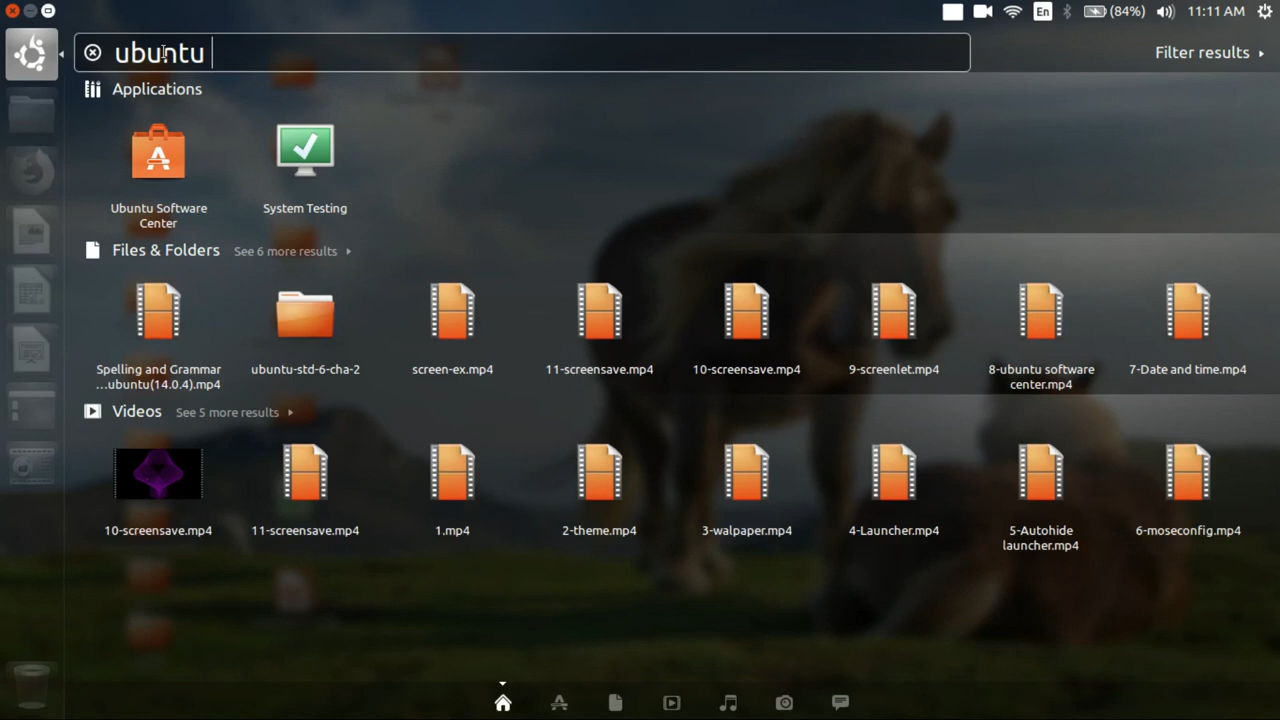 En (84%) 11:11 AM
ubuntu
Filter results
Applications
Ubuntu Software
Center
System Testing
Files & Folders See 6 more results
Spelling and Grammar
...ubuntu(14.0.4).mp4
ubuntu-std-6-cha-2
screen-ex.mp4
11-screensave.mp4
10-screensave.mp4
9-screenlet.mp4
8-ubuntu software
center.mp4
7-Date and time.mp4
Videos See 5 more results
10-screensave.mp4
11-screensave.mp4
1.mp4
2-theme.mp4
3-walpaper.mp4
4-Launcher.mp4
5-Autohide
launcher.mp4
6-moseconfig.mp4